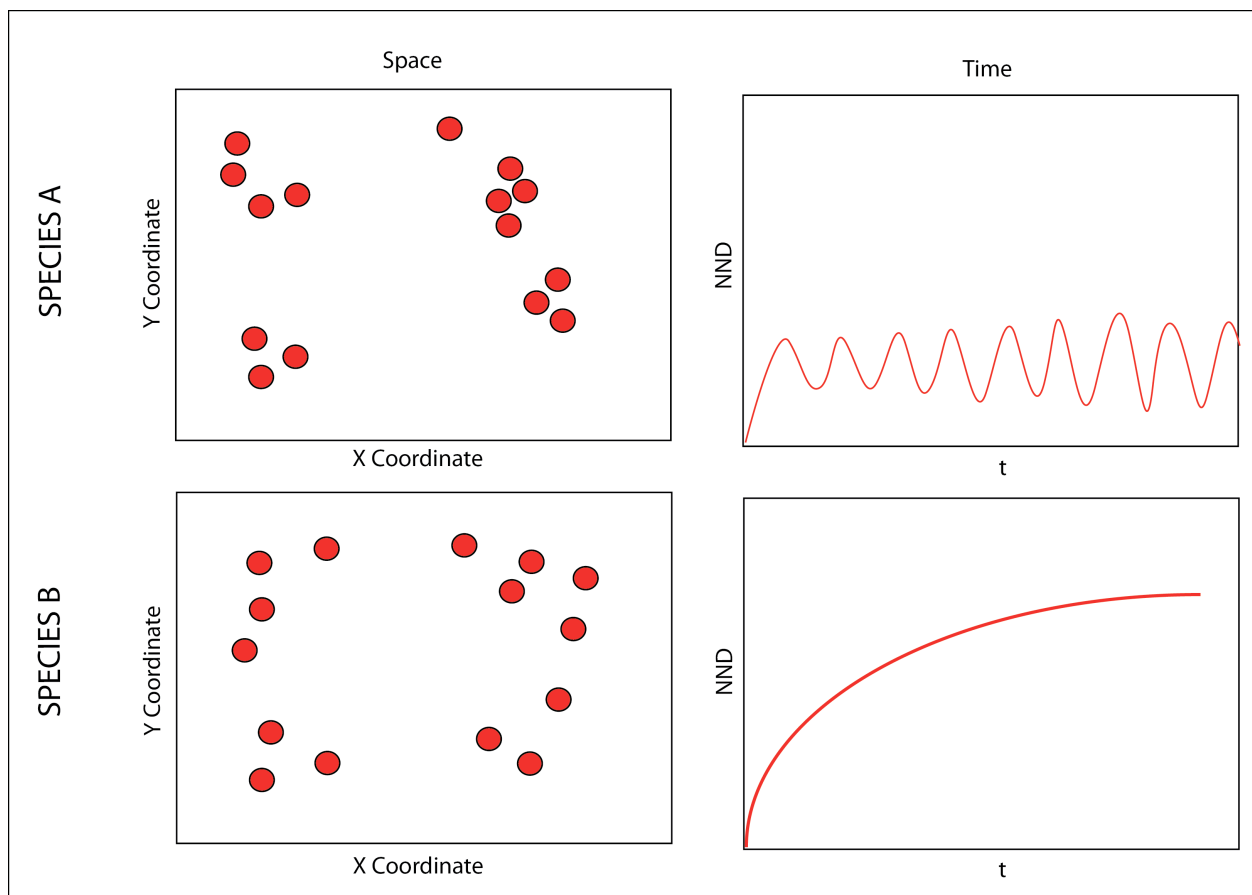 Space
Time
SPECIES A
Y Coordinate
NND
X Coordinate
t
SPECIES B
Y Coordinate
NND
X Coordinate
t